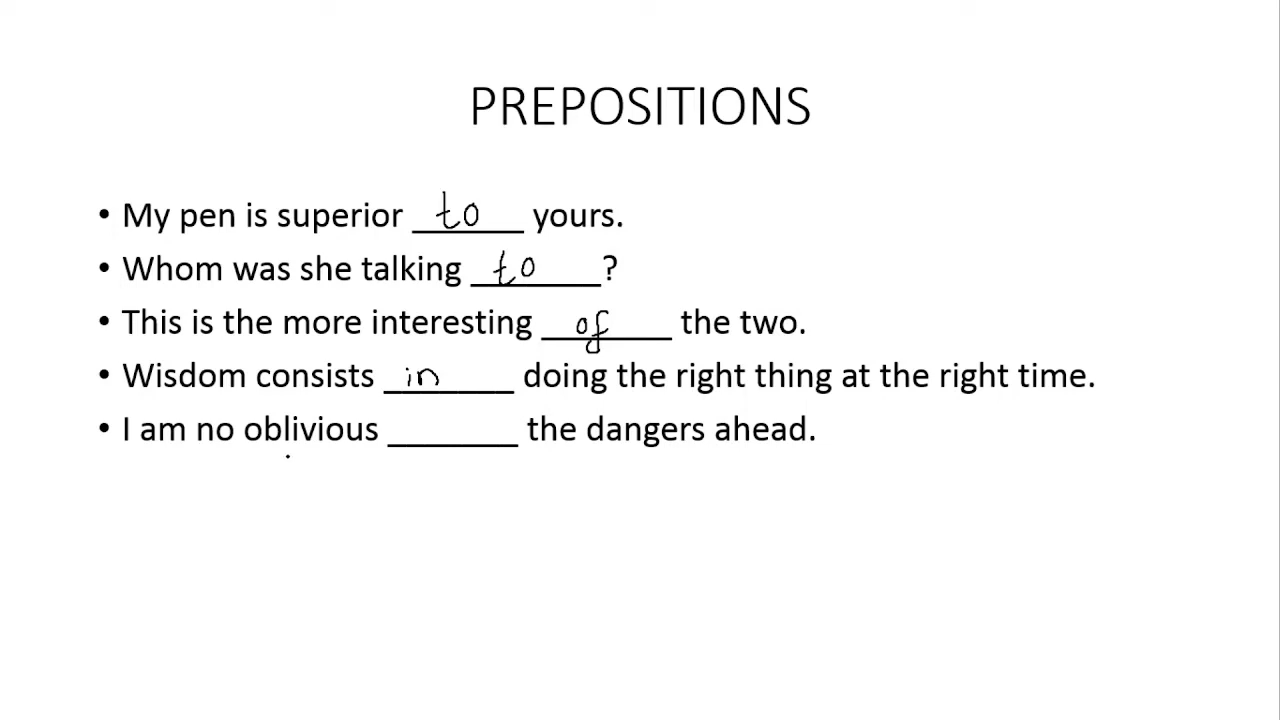 PREPOSITIONS
• My pen is superior to yours.
• Whom was she talking to?
• This is the more interesting of the two.
• Wisdom consists in doing the right thing at the right time.
• I am no oblivious _______ the dangers ahead.